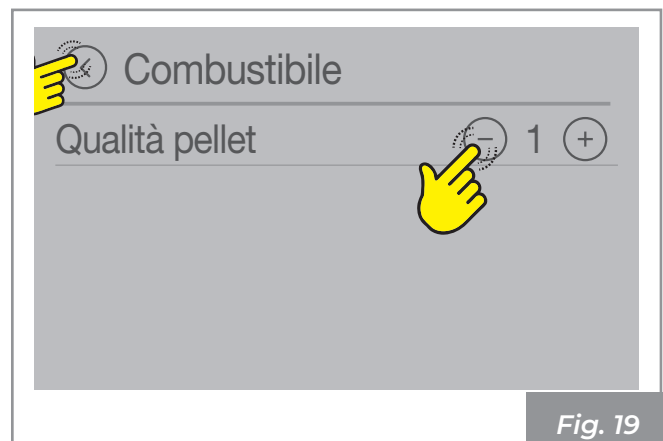 Combustibile
Qualità pellet - 1 +
Fig. 19